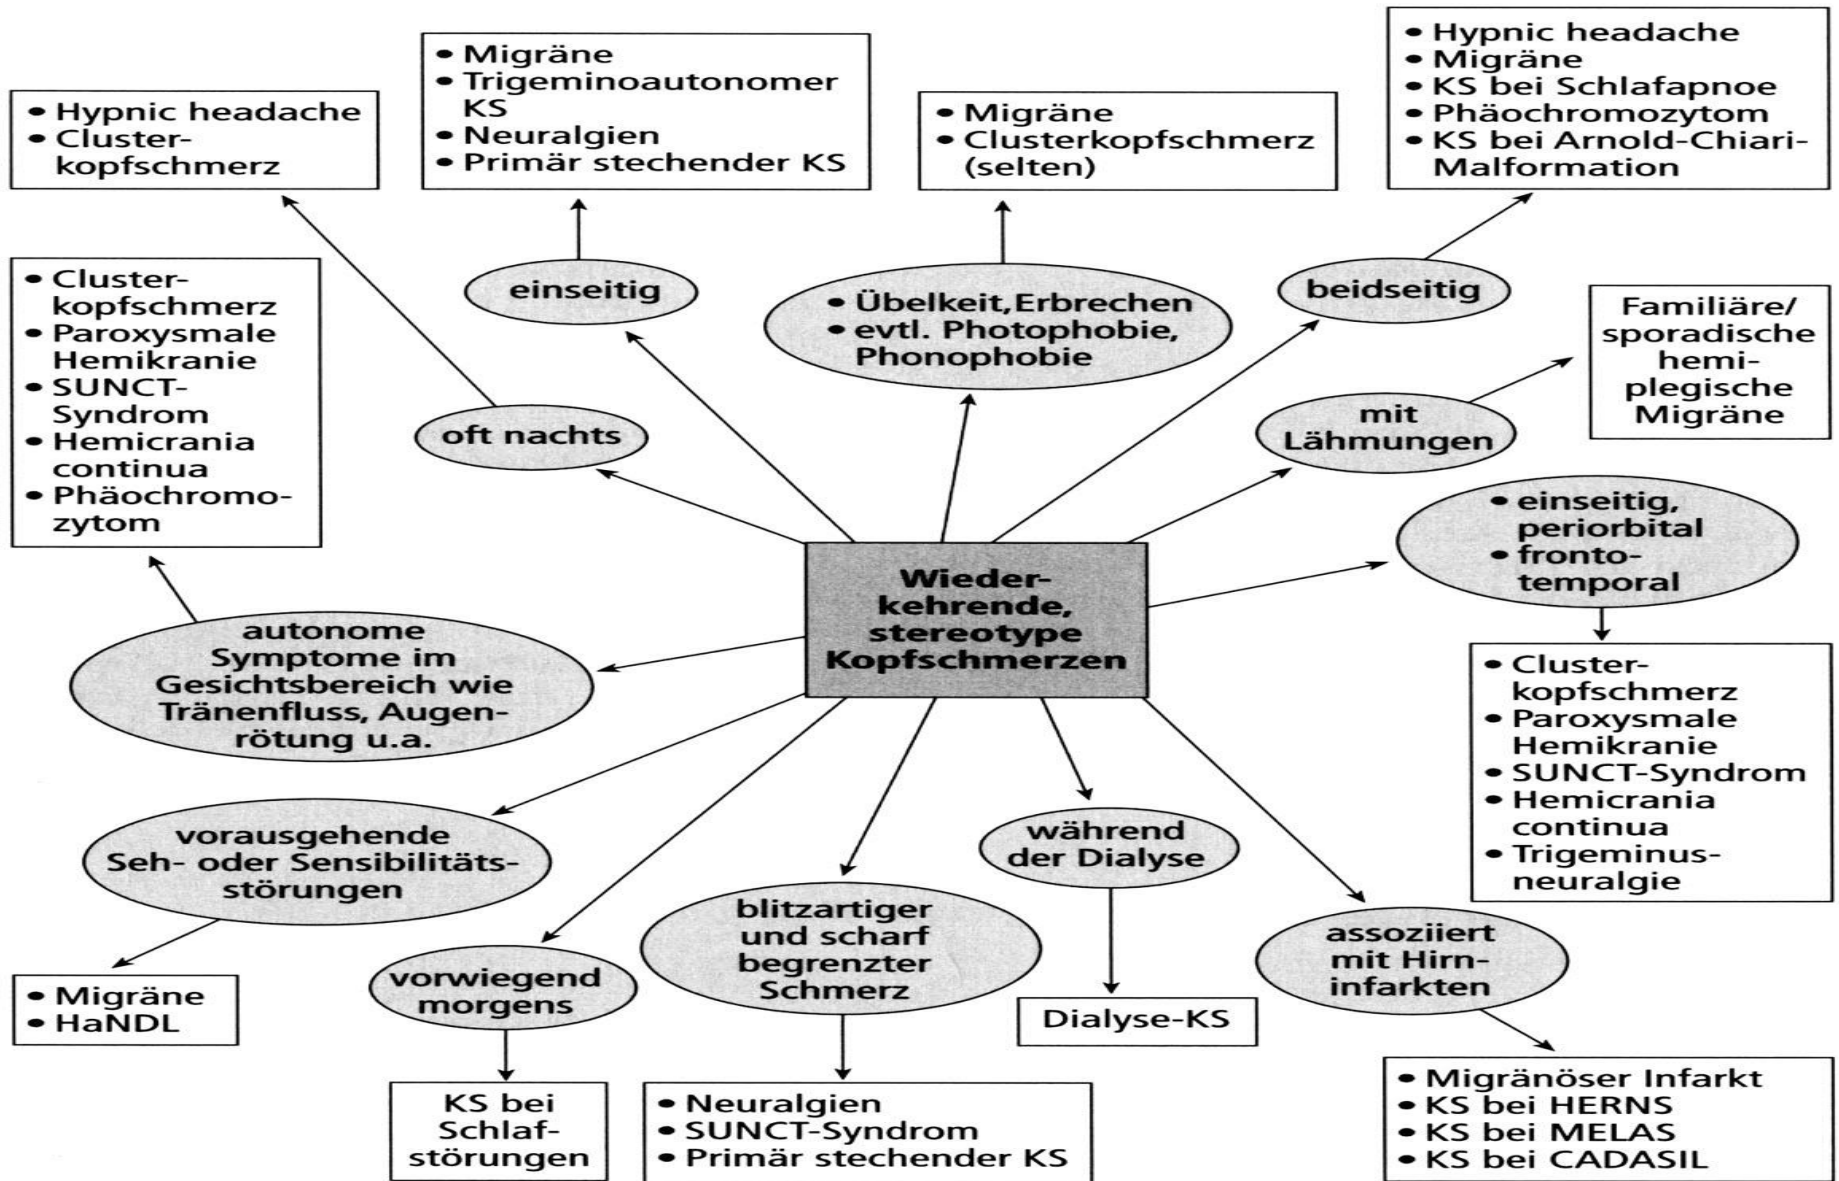 • Hypnic headache
• Cluster-
kopfschmerz
• Migräne
• Trigeminoautonomer
KS
• Neuralgien
• Primär stechender KS
• Migräne
• Clusterkopfschmerz
(selten)
• Hypnic headache
• Migräne
• KS bei Schlafapnoe
• Phäochromozytom
• KS bei Arnold-Chiari-
Malformation
• Cluster-
kopfschmerz
• Paroxysmale
Hemikranie
• SUNCT-
Syndrom
• Hemicrania
continua
• Phäochromo-
zytom
einseitig
• Übelkeit, Erbrechen
• evtl. Photophobie,
Phonophobie
beidseitig
Familiäre/
sporadische
hemi-
plegische
Migräne
oft nachts
mit
Lähmungen
• einseitig,
periorbital
• fronto-
temporal
Wieder-
kehrende,
stereotype
Kopfschmerzen
autonome
Symptome im
Gesichtsbereich wie
Tränenfluss, Augen-
rötung u.a.
• Cluster-
kopfschmerz
• Paroxysmale
Hemikranie
• SUNCT-Syndrom
• Hemicrania
continua
• Trigeminus-
neuralgie
vorausgehende
Seh- oder Sensibilitäts-
störungen
während
der Dialyse
blitzartiger
und scharf
begrenzter
Schmerz
assoziiert
mit Hirn-
infarkten
vorwiegend
morgens
• Migräne
• HaNDL
Dialyse-KS
KS bei
Schlaf-
störungen
• Neuralgien
• SUNCT-Syndrom
• Primär stechender KS
• Migränöser Infarkt
• KS bei HERNS
• KS bei MELAS
• KS bei CADASIL